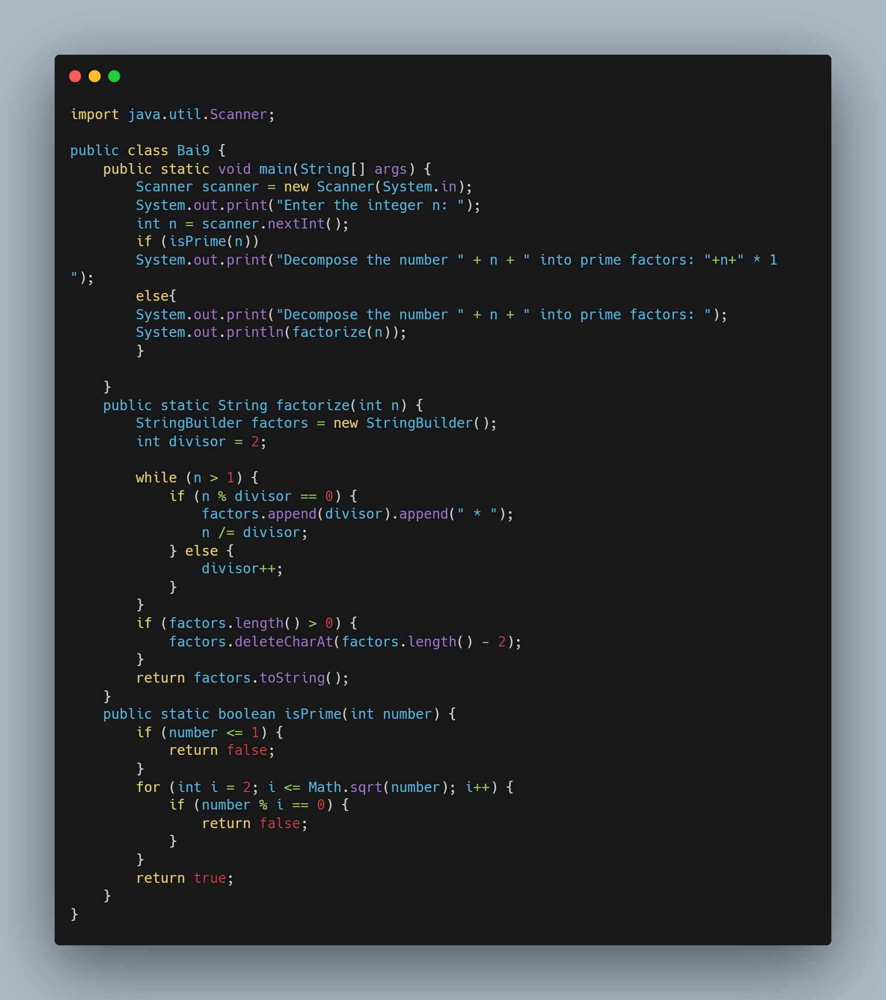 import java.util.Scanner;

public class Bai9 {
    public static void main(String[] args) {
        Scanner scanner = new Scanner(System.in);
        System.out.print("Enter the integer n: ");
        int n = scanner.nextInt();
        if (isPrime(n))
        System.out.print("Decompose the number " + n + " into prime factors: "+n+" * 1
");
        else{
        System.out.print("Decompose the number " + n + " into prime factors: ");
        System.out.println(factorize(n));
        }

    }
    public static String factorize(int n) {
        StringBuilder factors = new StringBuilder();
        int divisor = 2;

        while (n > 1) {
            if (n % divisor == 0) {
                factors.append(divisor).append(" * ");
                n /= divisor;
            } else {
                divisor++;
            }
        }
        if (factors.length() > 0) {
            factors.deleteCharAt(factors.length() - 2);
        }
        return factors.toString();
    }
    public static boolean isPrime(int number) {
        if (number <= 1) {
            return false;
        }
        for (int i = 2; i <= Math.sqrt(number); i++) {
            if (number % i == 0) {
                return false;
            }
        }
        return true;
    }
}